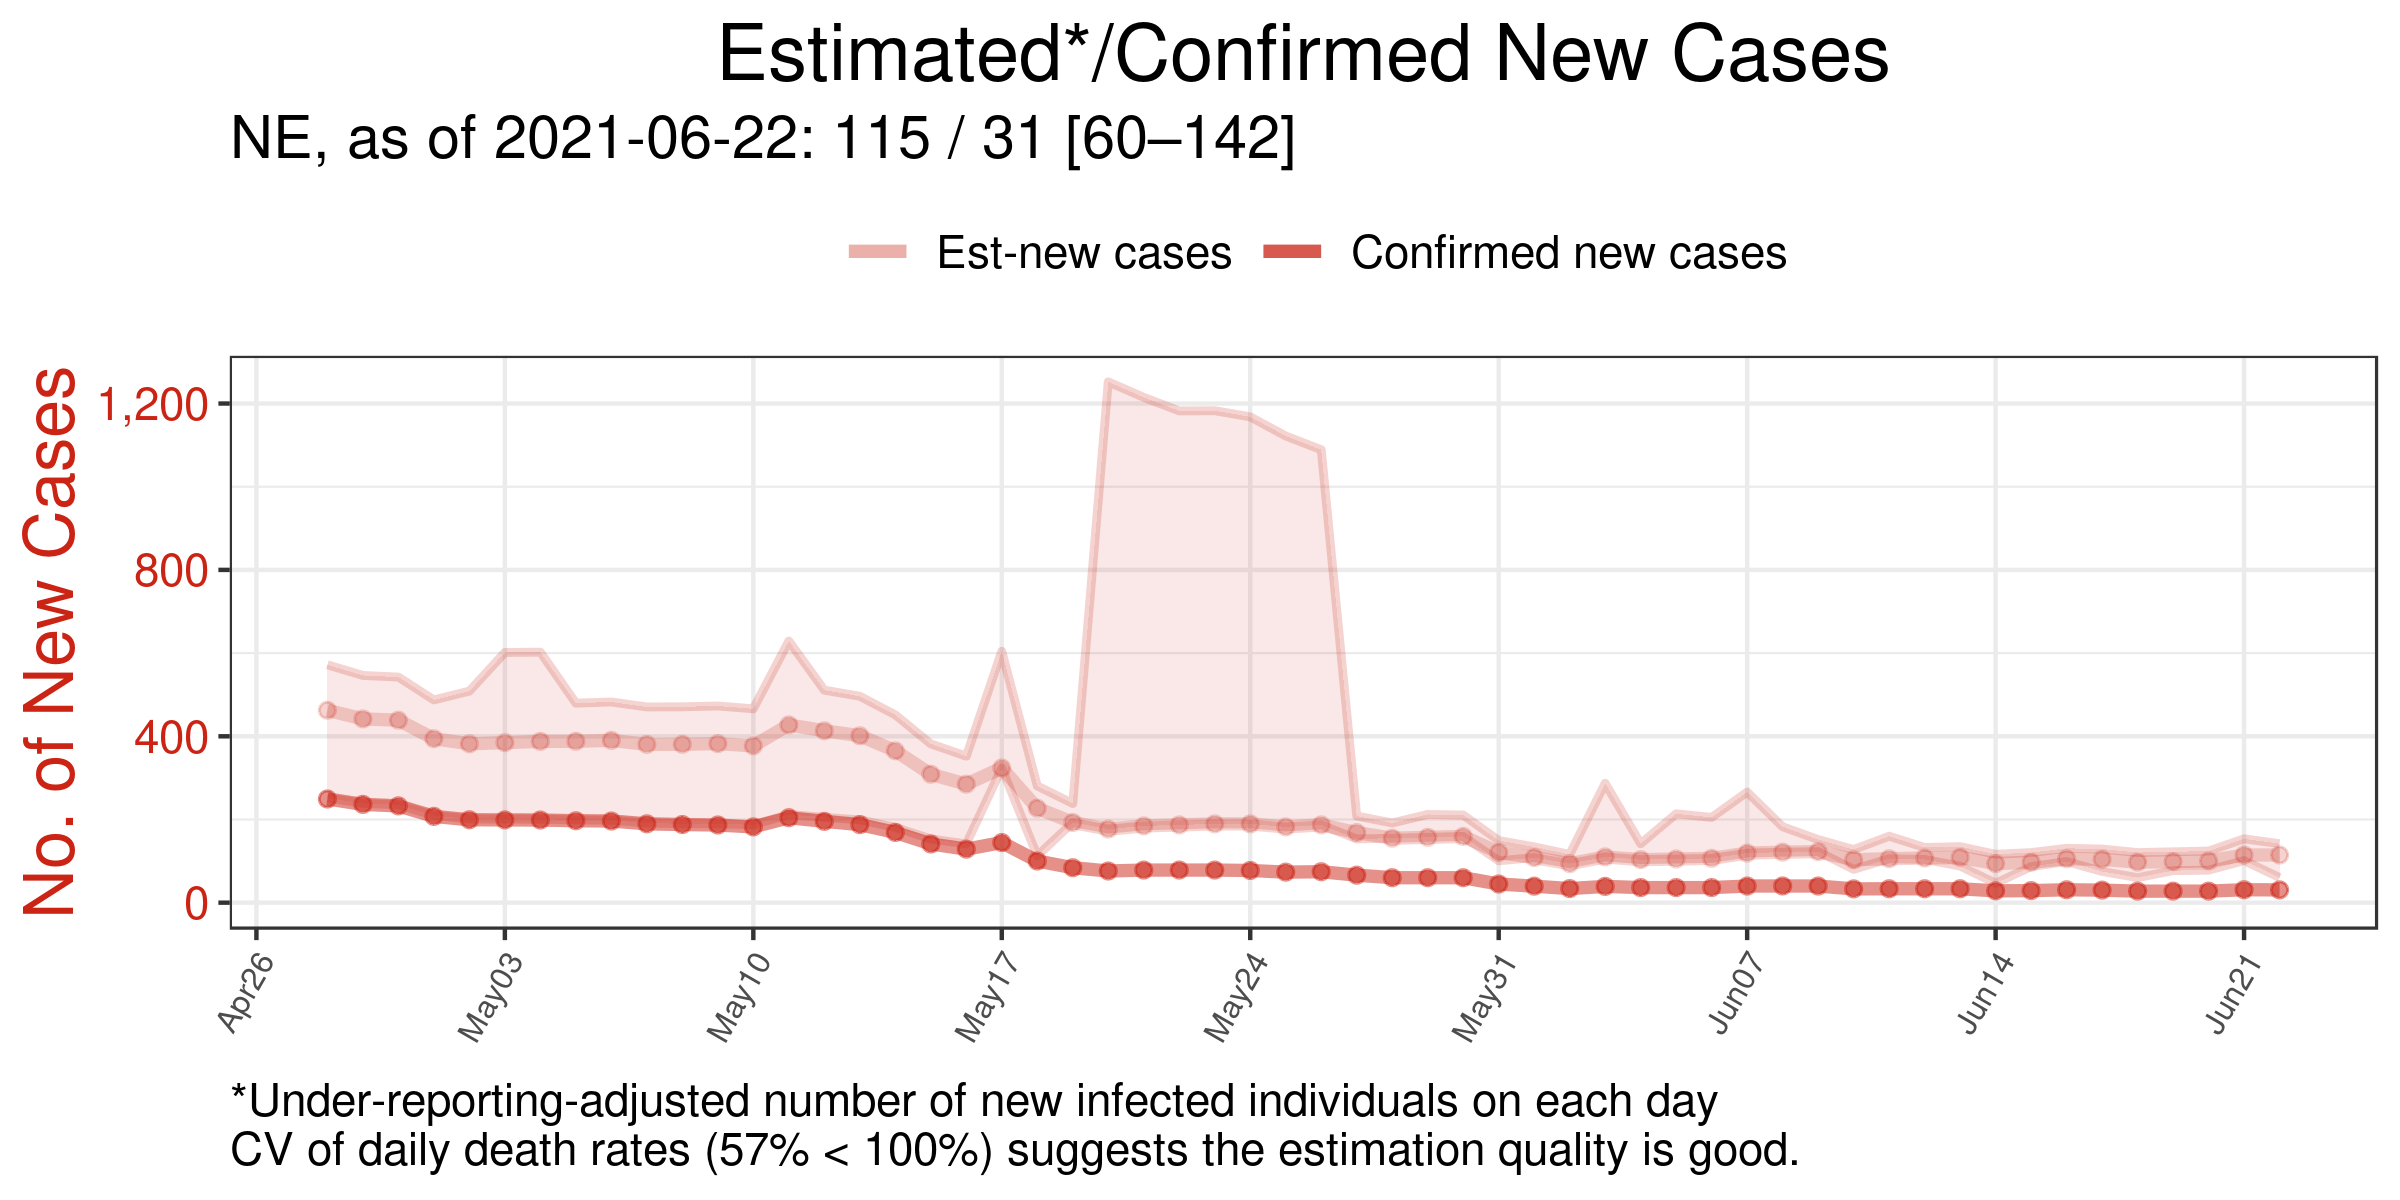 Estimated*/Confirmed New Cases
NE, as of 2021-06-22: 115 / 31 [60–142]
Est-new cases
Confirmed new cases
No. of New Cases
1,200
800
400
0
Apr26
May03
May10
May17
May24
May31
Jun07
Jun14
Jun21
*Under-reporting-adjusted number of new infected individuals on each day
CV of daily death rates (57% < 100%) suggests the estimation quality is good.